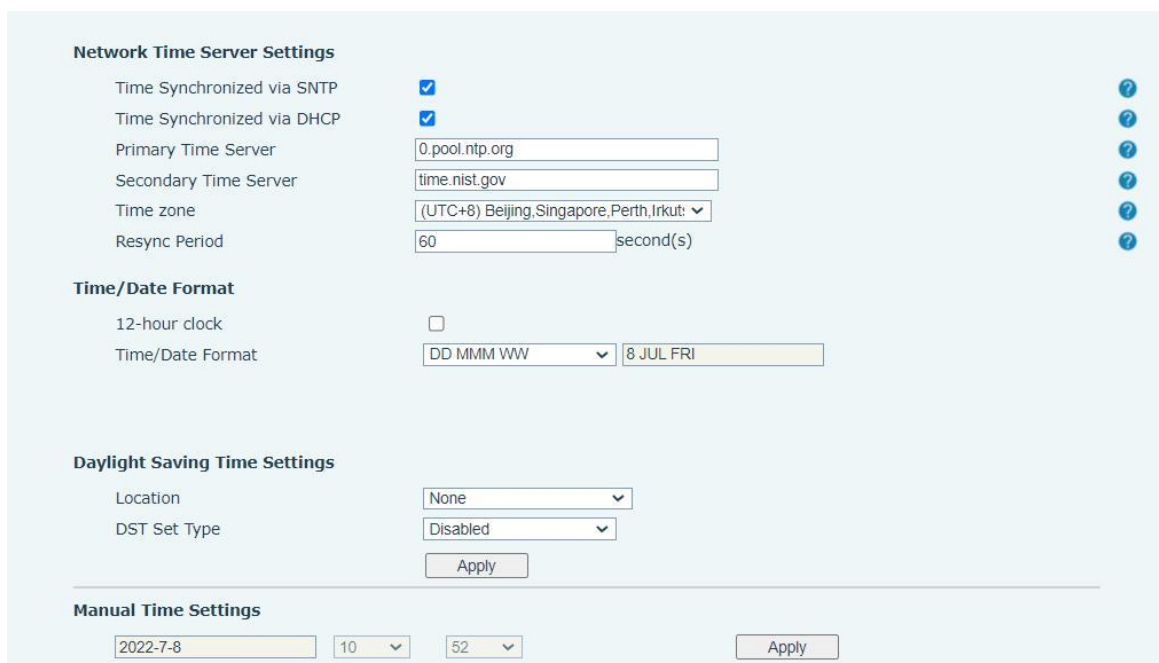 Network Time Server Settings
Time Synchronized via SNTP
Time Synchronized via DHCP
Primary Time Server 0.pool.ntp.org
Secondary Time Server time.nist.gov
Time zone (UTC+8) Beijing,Singapore,Perth,Irkuts
Resync Period 60 second(s)
Time/Date Format
12-hour clock
Time/Date Format DD MMM WW 8 JUL FRI
Daylight Saving Time Settings
Location None
DST Set Type Disabled
Apply
Manual Time Settings
2022-7-8 10 52 Apply